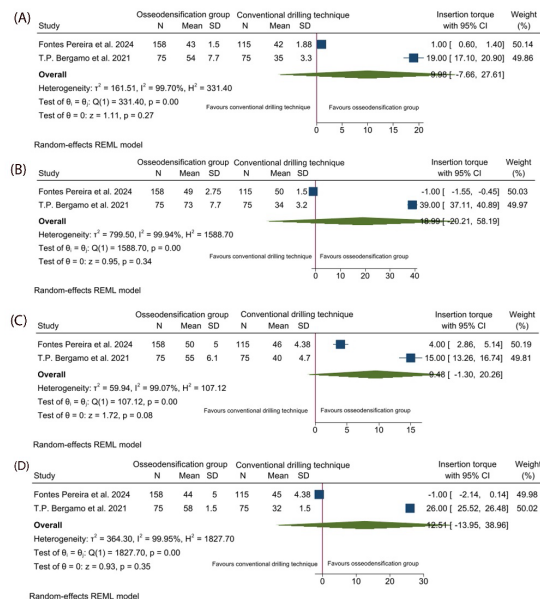 (A)
Osseodensification group Conventional drilling technique Insertion torque Weight
Study N Mean SD N Mean SD with 95% CI (%)
Fontes Pereira et al. 2024 158 43 1.5 115 42 1.88 1.00 [ 0.60, 1.40] 50.14
T.P. Bergamo et al. 2021 75 54 7.7 75 35 3.3 19.00 [ 17.10, 20.90] 49.86
Overall 9.98 [ -7.66, 27.61]
Heterogeneity: τ² = 161.51, I² = 99.70%, H² = 331.40
Test of θᵢ = θⱼ: Q(1) = 331.40, p = 0.00 Favours conventional drilling technique Favours osseodensification group
Test of θ = 0: z = 1.11, p = 0.27
0 5 10 15 20
Random-effects REML model
(B)
Osseodensification group Conventional drilling technique Insertion torque Weight
Study N Mean SD N Mean SD with 95% CI (%)
Fontes Pereira et al. 2024 158 49 2.75 115 50 1.5 -1.00 [ -1.55, -0.45] 50.03
T.P. Bergamo et al. 2021 75 73 7.7 75 34 3.2 39.00 [ 37.11, 40.89] 49.97
Overall 18.99 [ -20.21, 58.19]
Heterogeneity: τ² = 799.50, I² = 99.94%, H² = 1588.70
Test of θᵢ = θⱼ: Q(1) = 1588.70, p = 0.00 Favours conventional drilling technique Favours osseodensification group
Test of θ = 0: z = 0.95, p = 0.34
0 10 20 30 40
Random-effects REML model
(C)
Osseodensification group Conventional drilling technique Insertion torque Weight
Study N Mean SD N Mean SD with 95% CI (%)
Fontes Pereira et al. 2024 158 50 5 115 46 4.38 4.00 [ 2.86, 5.14] 50.19
T.P. Bergamo et al. 2021 75 55 6.1 75 40 4.7 15.00 [ 13.26, 16.74] 49.81
Overall 9.48 [ -1.30, 20.26]
Heterogeneity: τ² = 59.94, I² = 99.07%, H² = 107.12
Test of θᵢ = θⱼ: Q(1) = 107.12, p = 0.00
Test of θ = 0: z = 1.72, p = 0.08 Favours conventional drilling technique Favours osseodensification group
0 5 10 15
Random-effects REML model
(D)
Osseodensification group Conventional drilling technique Insertion torque Weight
Study N Mean SD N Mean SD with 95% CI (%)
Fontes Pereira et al. 2024 158 44 5 115 45 4.38 -1.00 [ -2.14, 0.14] 49.98
T.P. Bergamo et al. 2021 75 58 1.5 75 32 1.5 26.00 [ 25.52, 26.48] 50.02
Overall 12.51 [ -13.95, 38.96]
Heterogeneity: τ² = 364.30, I² = 99.95%, H² = 1827.70
Test of θᵢ = θⱼ: Q(1) = 1827.70, p = 0.00
Test of θ = 0: z = 0.93, p = 0.35 Favours conventional drilling technique Favours osseodensification group
0 10 20 30
Random-effects REML model